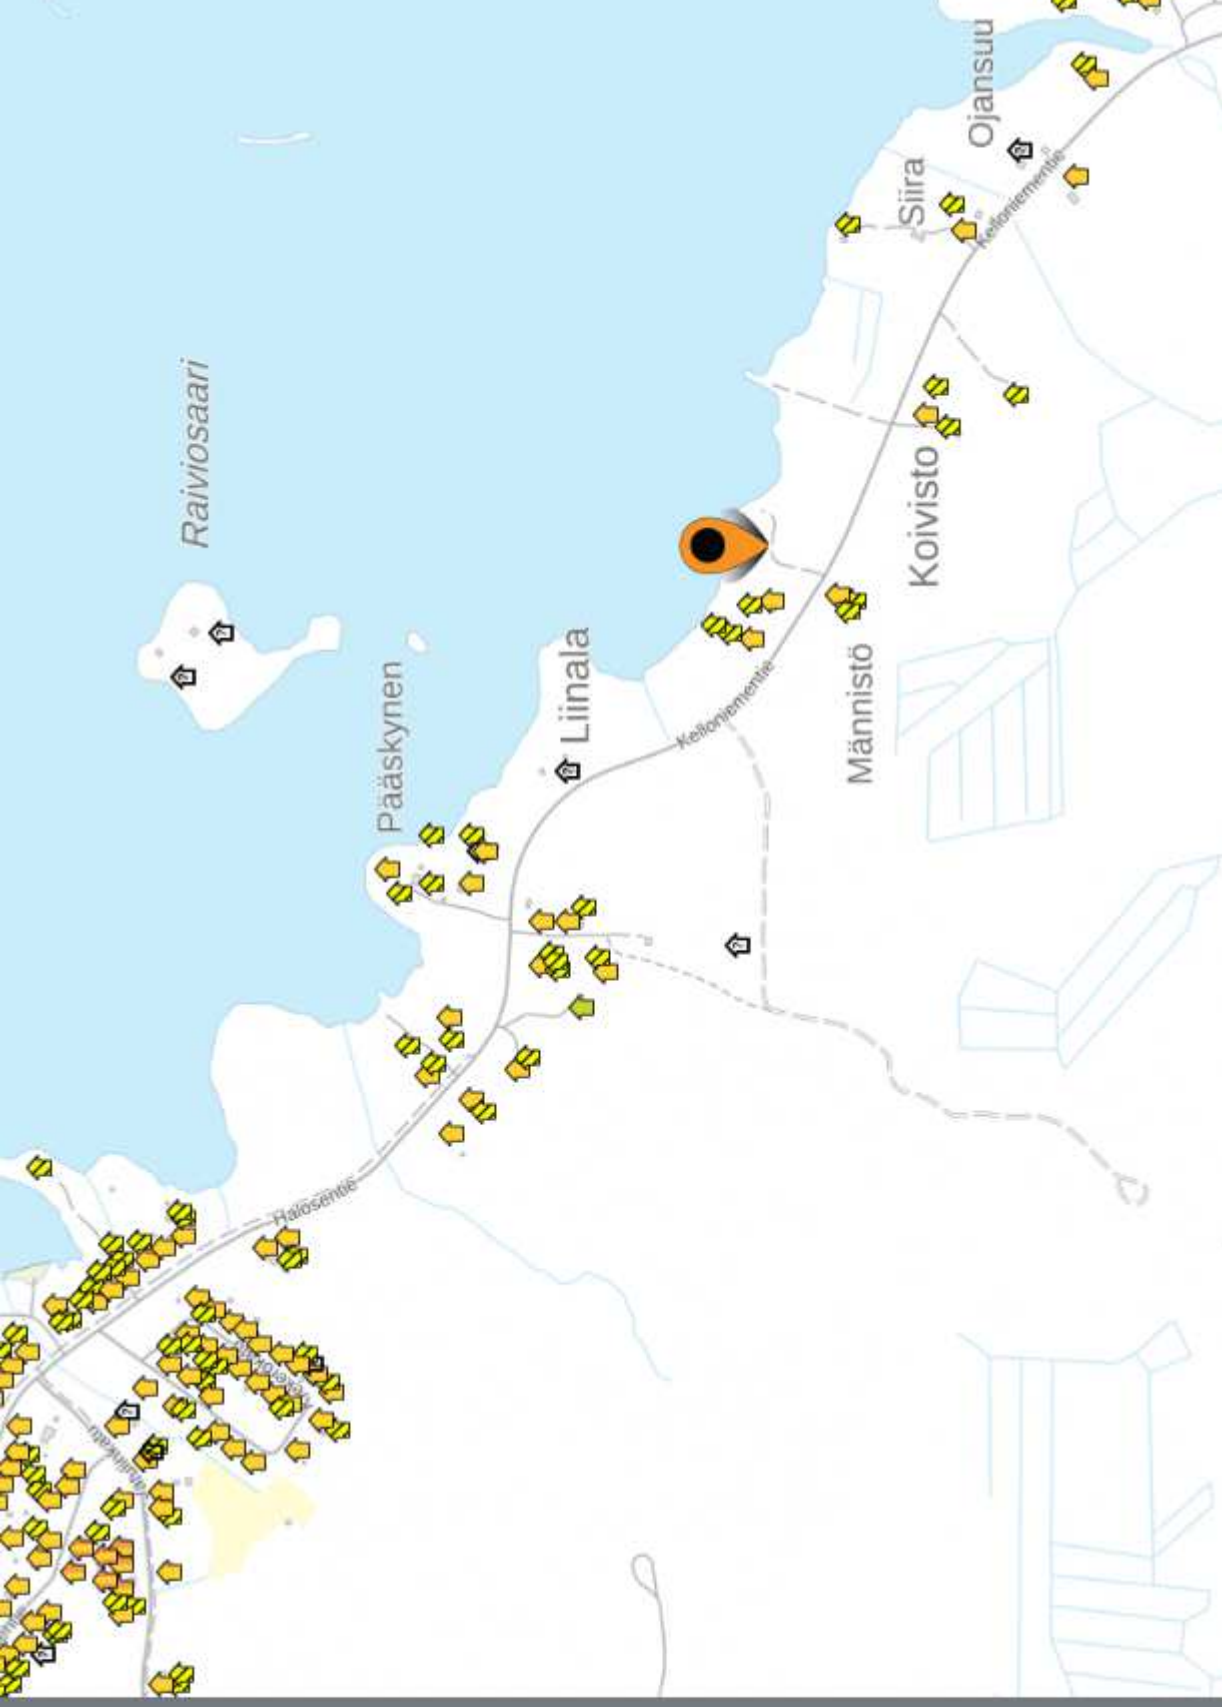 Ojansuu
Siira
Kelloniementie
Raiviosaari
Koivisto
Liinala
Pääskynen
Männistö
Kelloniementie
Halosentie